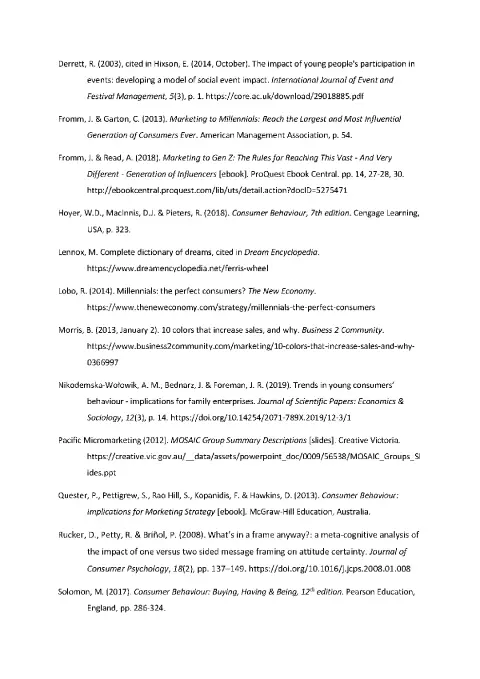 Derrett, R. (2003), cited in Hixson, E. (2014, October). The impact of young people's participation in
events: developing a model of social event impact. International Journal of Event and
Festival Management, 5(3), p. 1. https://core.ac.uk/download/29018885.pdf
Fromm, J. & Garton, C. (2013). Marketing to Millennials: Reach the Largest and Most Influential
Generation of Consumers Ever. American Management Association, p. 54.
Fromm, J. & Read, A. (2018). Marketing to Gen Z: The Rules for Reaching This Vast - And Very
Different - Generation of Influencers [ebook]. ProQuest Ebook Central. pp. 14, 27-28, 30.
http://ebookcentral.proquest.com/lib/uts/detail.action?docID=5275471
Hoyer, W.D., MacInnis, D.J. & Pieters, R. (2018). Consumer Behaviour, 7th edition. Cengage Learning,
USA, p. 323.
Lennox, M. Complete dictionary of dreams, cited in Dream Encyclopedia.
https://www.dreamencyclopedia.net/ferris-wheel
Lobo, R. (2014). Millennials: the perfect consumers? The New Economy.
https://www.theneweconomy.com/strategy/millennials-the-perfect-consumers
Morris, B. (2013, January 2). 10 colors that increase sales, and why. Business 2 Community.
https://www.business2community.com/marketing/10-colors-that-increase-sales-and-why-
0366997
Nikodemska-Wołowik, A. M., Bednarz, J. & Foreman, J. R. (2019). Trends in young consumers'
behaviour - implications for family enterprises. Journal of Scientific Papers: Economics &
Sociology, 12(3), p. 14. https://doi.org/10.14254/2071-789X.2019/12-3/1
Pacific Micromarketing (2012). MOSAIC Group Summary Descriptions [slides]. Creative Victoria.
https://creative.vic.gov.au/__data/assets/powerpoint_doc/0009/56538/MOSAIC_Groups_Sl
ides.ppt
Quester, P., Pettigrew, S., Rao Hill, S., Kopanidis, F. & Hawkins, D. (2013). Consumer Behaviour:
Implications for Marketing Strategy [ebook]. McGraw-Hill Education, Australia.
Rucker, D., Petty, R. & Briñol, P. (2008). What's in a frame anyway?: a meta-cognitive analysis of
the impact of one versus two sided message framing on attitude certainty. Journal of
Consumer Psychology, 18(2), pp. 137–149. https://doi.org/10.1016/j.jcps.2008.01.008
Solomon, M. (2017). Consumer Behaviour: Buying, Having & Being, 12th edition. Pearson Education,
England, pp. 286-324.